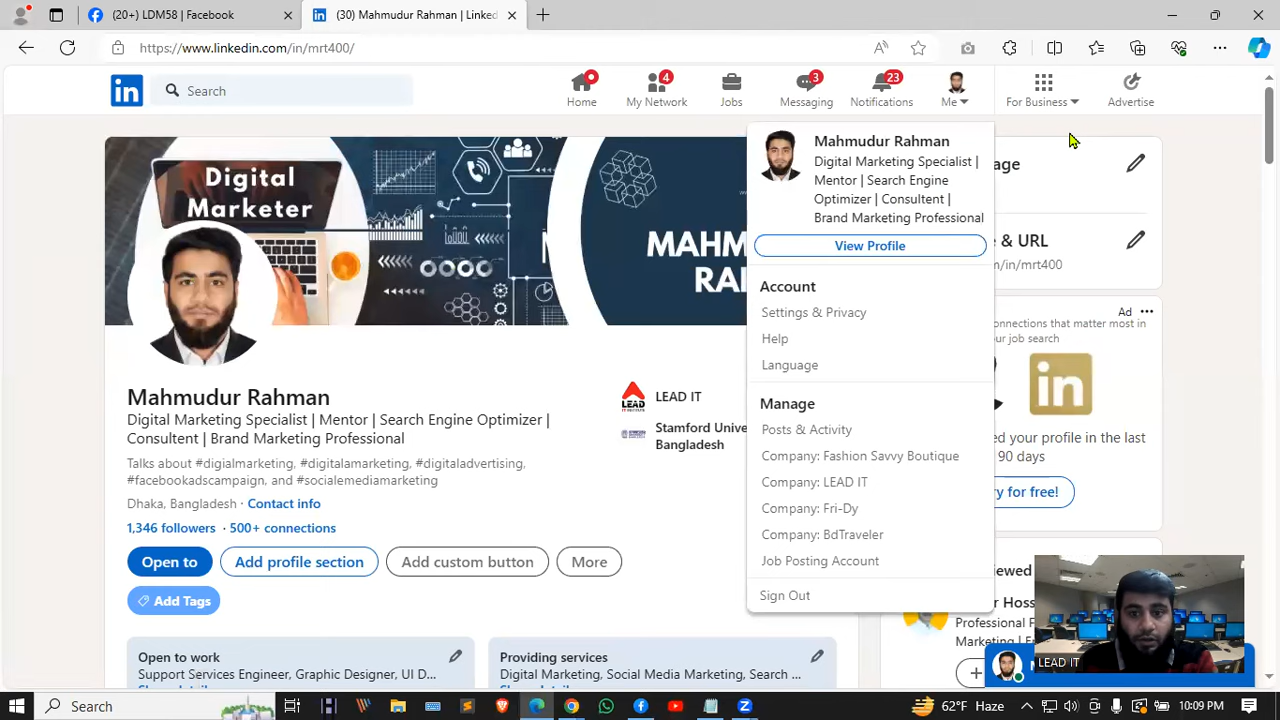 (20+) LDM58 | Facebook
(30) Mahmudur Rahman | Linked
https://www.linkedin.com/in/mrt400/
in
Search
Home
4
My Network
Jobs
3
Messaging
23
Notifications
Me
For Business
Advertise
Digital
Marketer
MAHM
RA
Mahmudur Rahman
Digital Marketing Specialist |
Mentor | Search Engine
Optimizer | Consultent |
Brand Marketing Professional
View Profile
Account
Settings & Privacy
Help
Language
Manage
Posts & Activity
Company: Fashion Savvy Boutique
Company: LEAD IT
Company: Fri-Dy
Company: BdTraveler
Job Posting Account
Sign Out
age
e & URL
m/in/mrt400
Ad
onnections that matter most in
ur job search
in
ed your profile in the last
90 days
y for free!
Mahmudur Rahman
Digital Marketing Specialist | Mentor | Search Engine Optimizer |
Consultent | Brand Marketing Professional
Talks about #digialmarketing, #digitalamarketing, #digitaladvertising,
#facebookadscampaign, and #socialemediamarketing
Dhaka, Bangladesh · Contact info
1,346 followers · 500+ connections
LEAD IT
Stamford Unive
Bangladesh
Open to
Add profile section
Add custom button
More
Add Tags
Open to work
Support Services Engineer, Graphic Designer, UI D...
Providing services
Digital Marketing, Social Media Marketing, Search ...
iewed
r Hoss
Professional F
Marketing | F
LEAD IT
Search
62°F Haze
10:09 PM